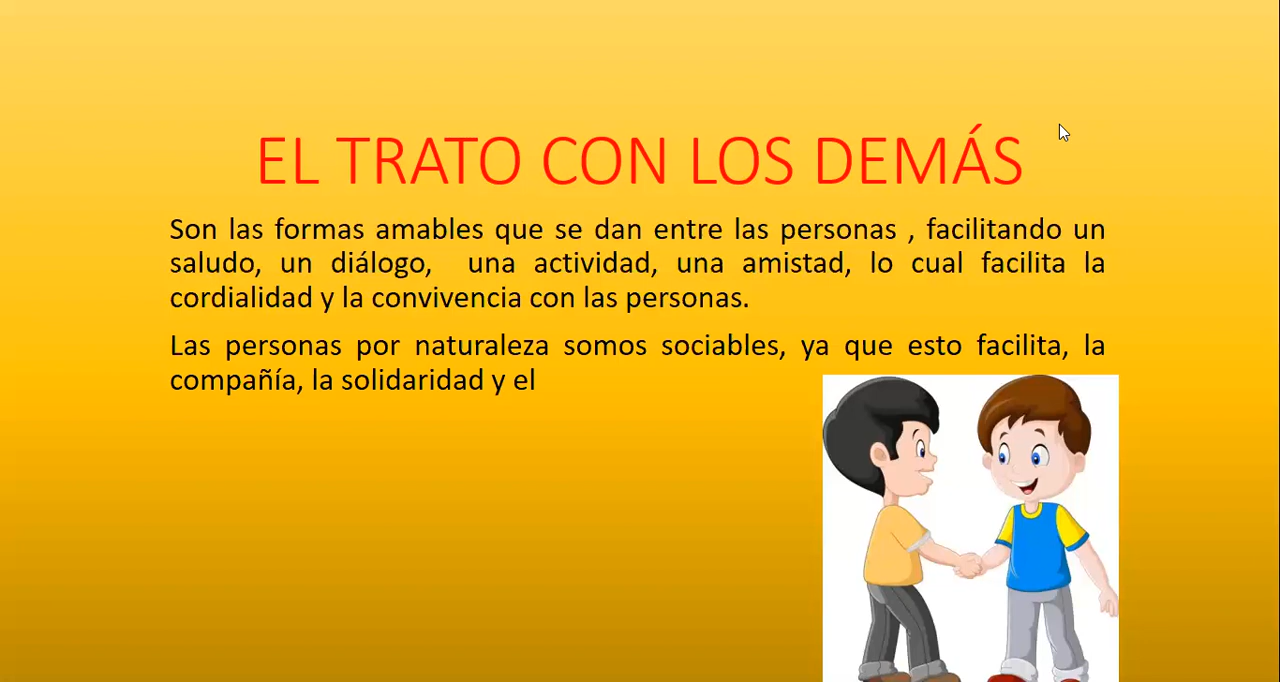 EL TRATO CON LOS DEMÁS
Son las formas amables que se dan entre las personas , facilitando un
saludo, un diálogo, una actividad, una amistad, lo cual facilita la
cordialidad y la convivencia con las personas.
Las personas por naturaleza somos sociables, ya que esto facilita, la
compañía, la solidaridad y el